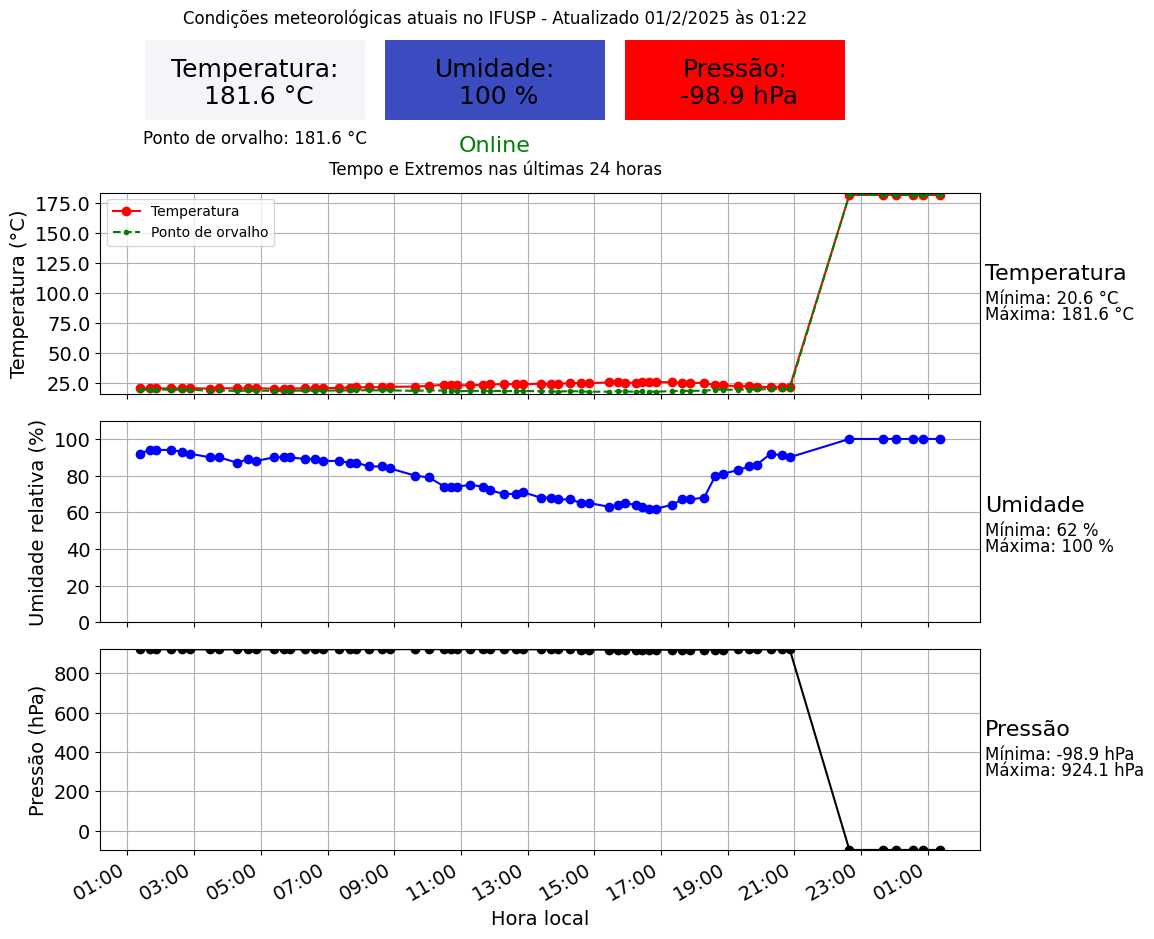 Condições meteorológicas atuais no IFUSP - Atualizado 01/2/2025 às 01:22
Temperatura:
181.6 °C
Umidade:
100 %
Pressão:
-98.9 hPa
Ponto de orvalho: 181.6 °C
Online
Tempo e Extremos nas últimas 24 horas
Temperatura (°C)
175.0
150.0
125.0
100.0
75.0
50.0
25.0
Temperatura
Ponto de orvalho
Temperatura
Mínima: 20.6 °C
Máxima: 181.6 °C
Umidade relativa (%)
100
80
60
40
20
0
Umidade
Mínima: 62 %
Máxima: 100 %
Pressão (hPa)
800
600
400
200
0
Pressão
Mínima: -98.9 hPa
Máxima: 924.1 hPa
01:00
03:00
05:00
07:00
09:00
11:00
13:00
15:00
17:00
19:00
21:00
23:00
01:00
Hora local